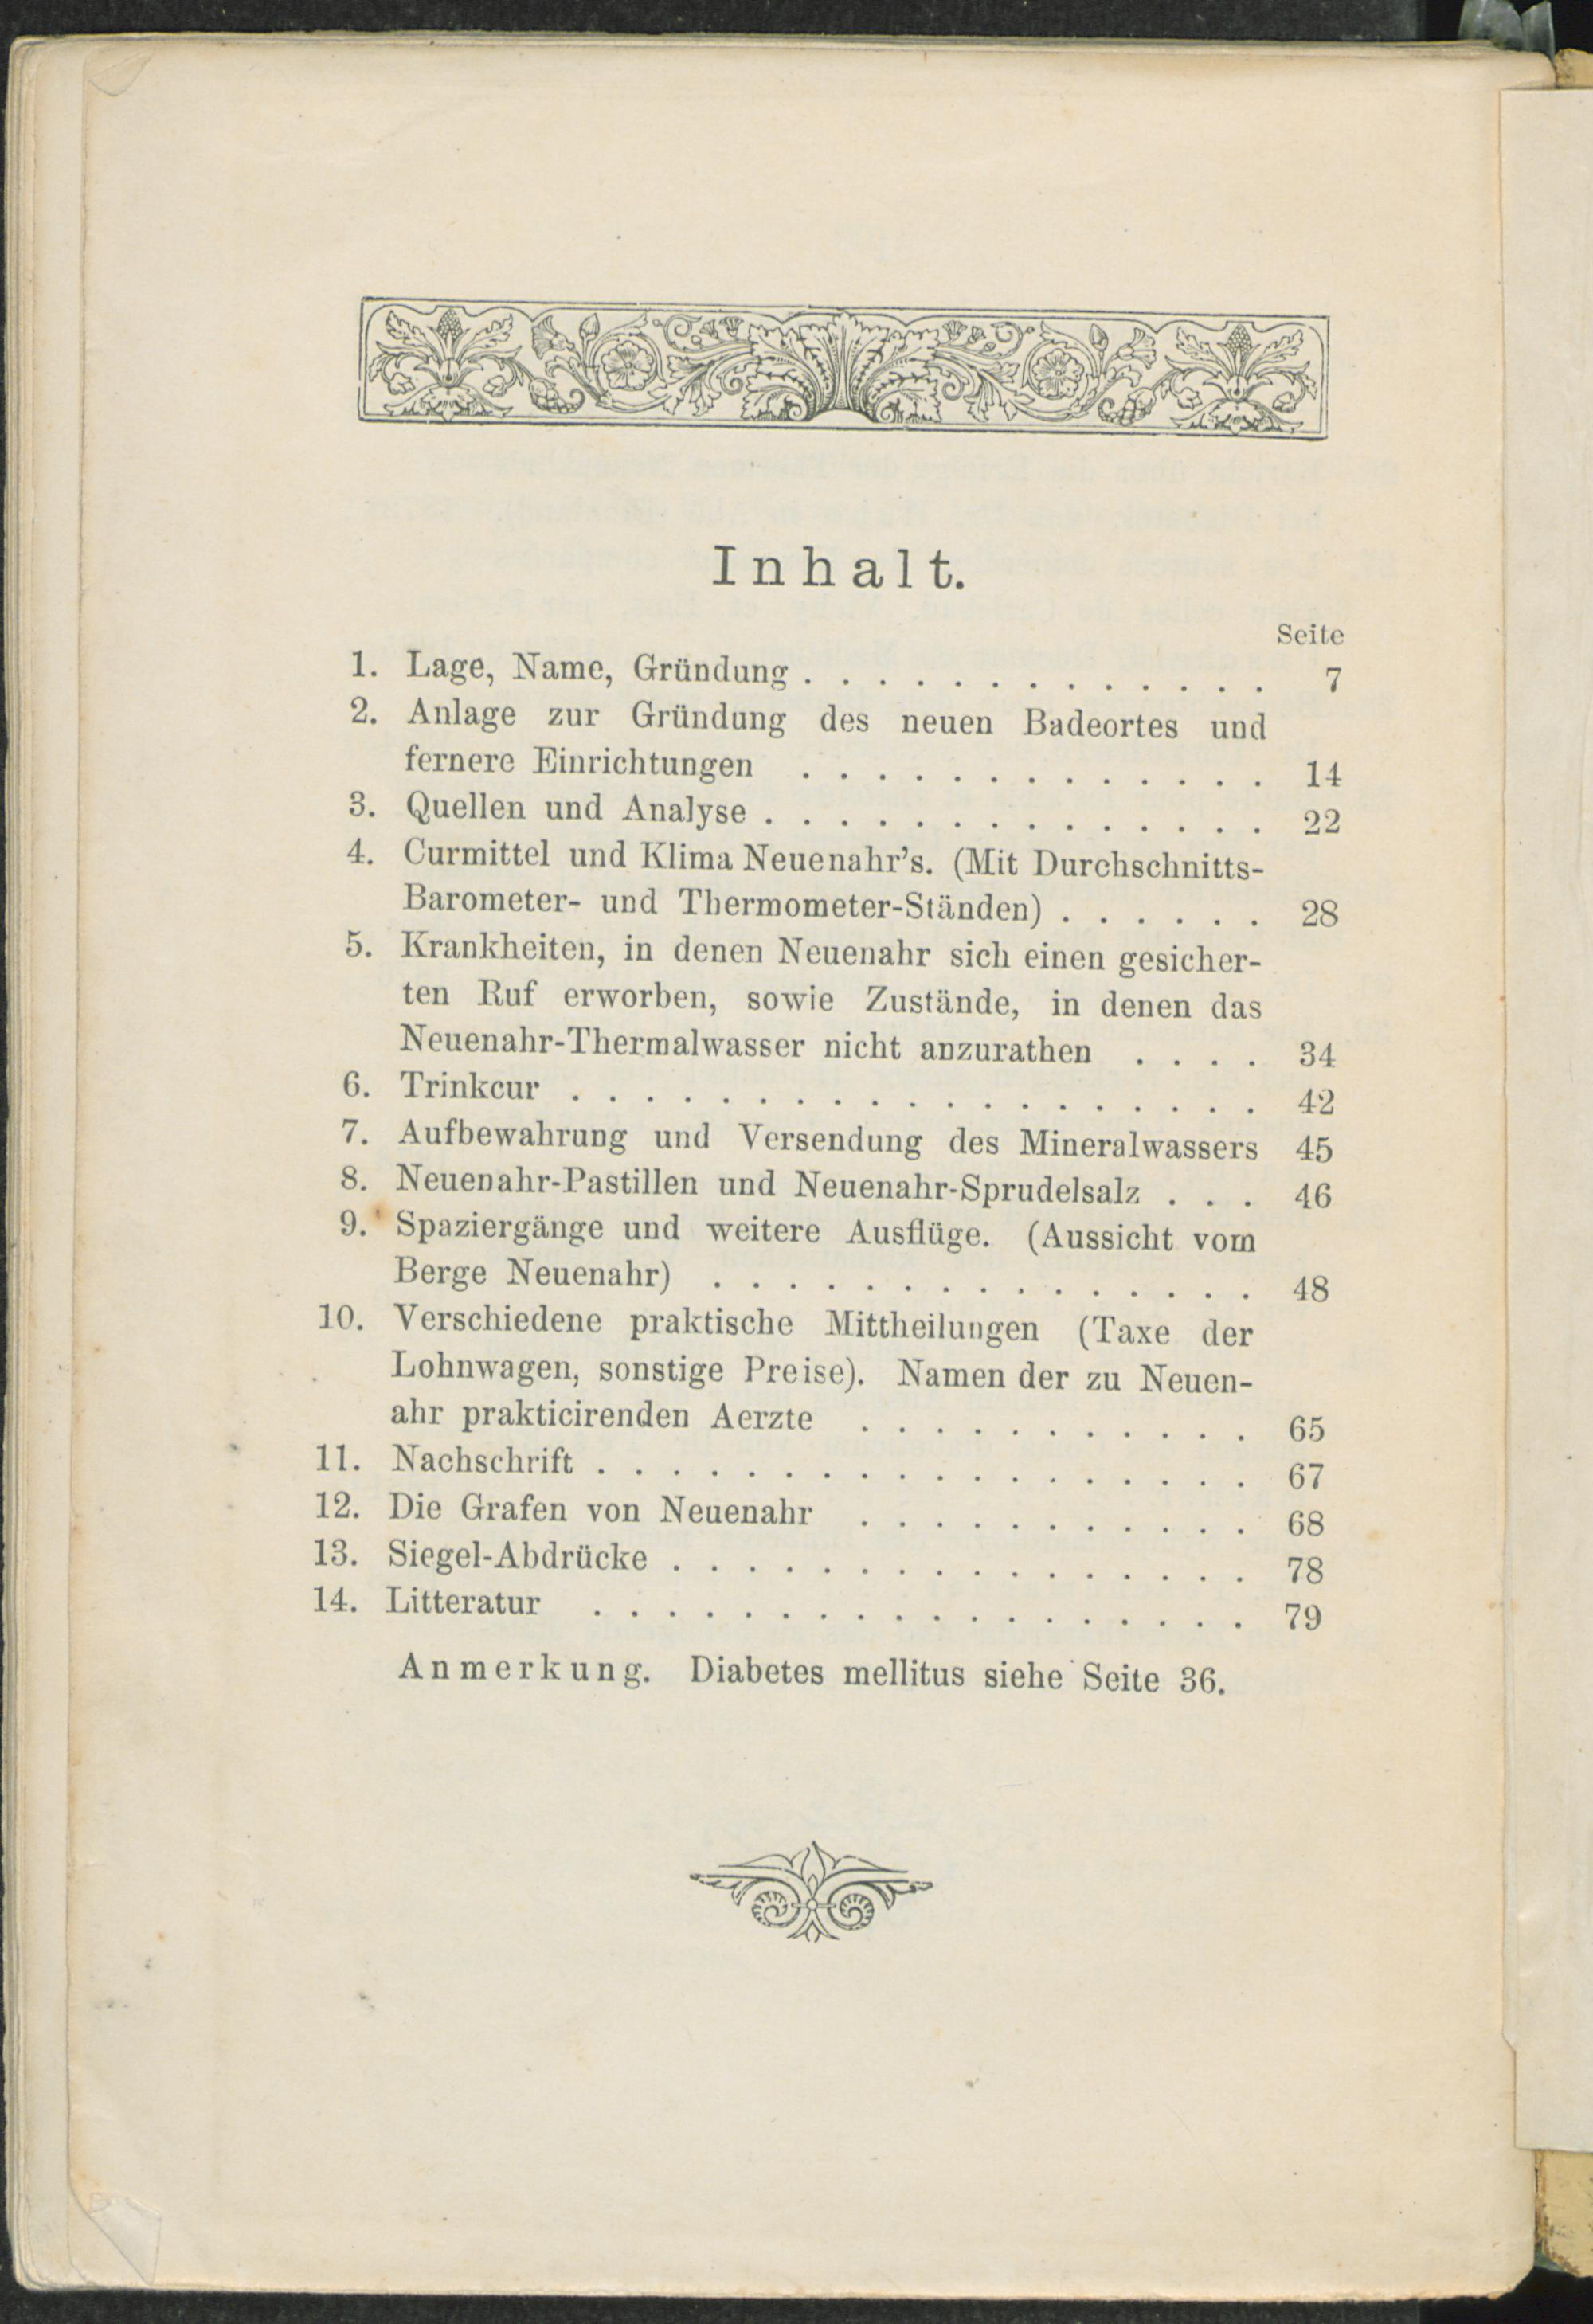 Inhalt.
Seite
1. Lage, Name, Gründung . . . . . . . . . . . . . 7
2. Anlage zur Gründung des neuen Badeortes und
fernere Einrichtungen . . . . . . . . . . . . . 14
3. Quellen und Analyse . . . . . . . . . . . . . . 22
4. Curmittel und Klima Neuenahr's. (Mit Durchschnitts-
Barometer- und Thermometer-Ständen) . . . . . . 28
5. Krankheiten, in denen Neuenahr sich einen gesicher-
ten Ruf erworben, sowie Zustände, in denen das
Neuenahr-Thermalwasser nicht anzurathen . . . . 34
6. Trinkcur . . . . . . . . . . . . . . . . . . . 42
7. Aufbewahrung und Versendung des Mineralwassers 45
8. Neuenahr-Pastillen und Neuenahr-Sprudelsalz . . . 46
9. Spaziergänge und weitere Ausflüge. (Aussicht vom
Berge Neuenahr) . . . . . . . . . . . . . . . 48
10. Verschiedene praktische Mittheilungen (Taxe der
Lohnwagen, sonstige Preise). Namen der zu Neuen-
ahr prakticirenden Aerzte . . . . . . . . . . . 65
11. Nachschrift . . . . . . . . . . . . . . . . . . 67
12. Die Grafen von Neuenahr . . . . . . . . . . . 68
13. Siegel-Abdrücke . . . . . . . . . . . . . . . . 78
14. Litteratur . . . . . . . . . . . . . . . . . . 79
Anmerkung. Diabetes mellitus siehe Seite 36.